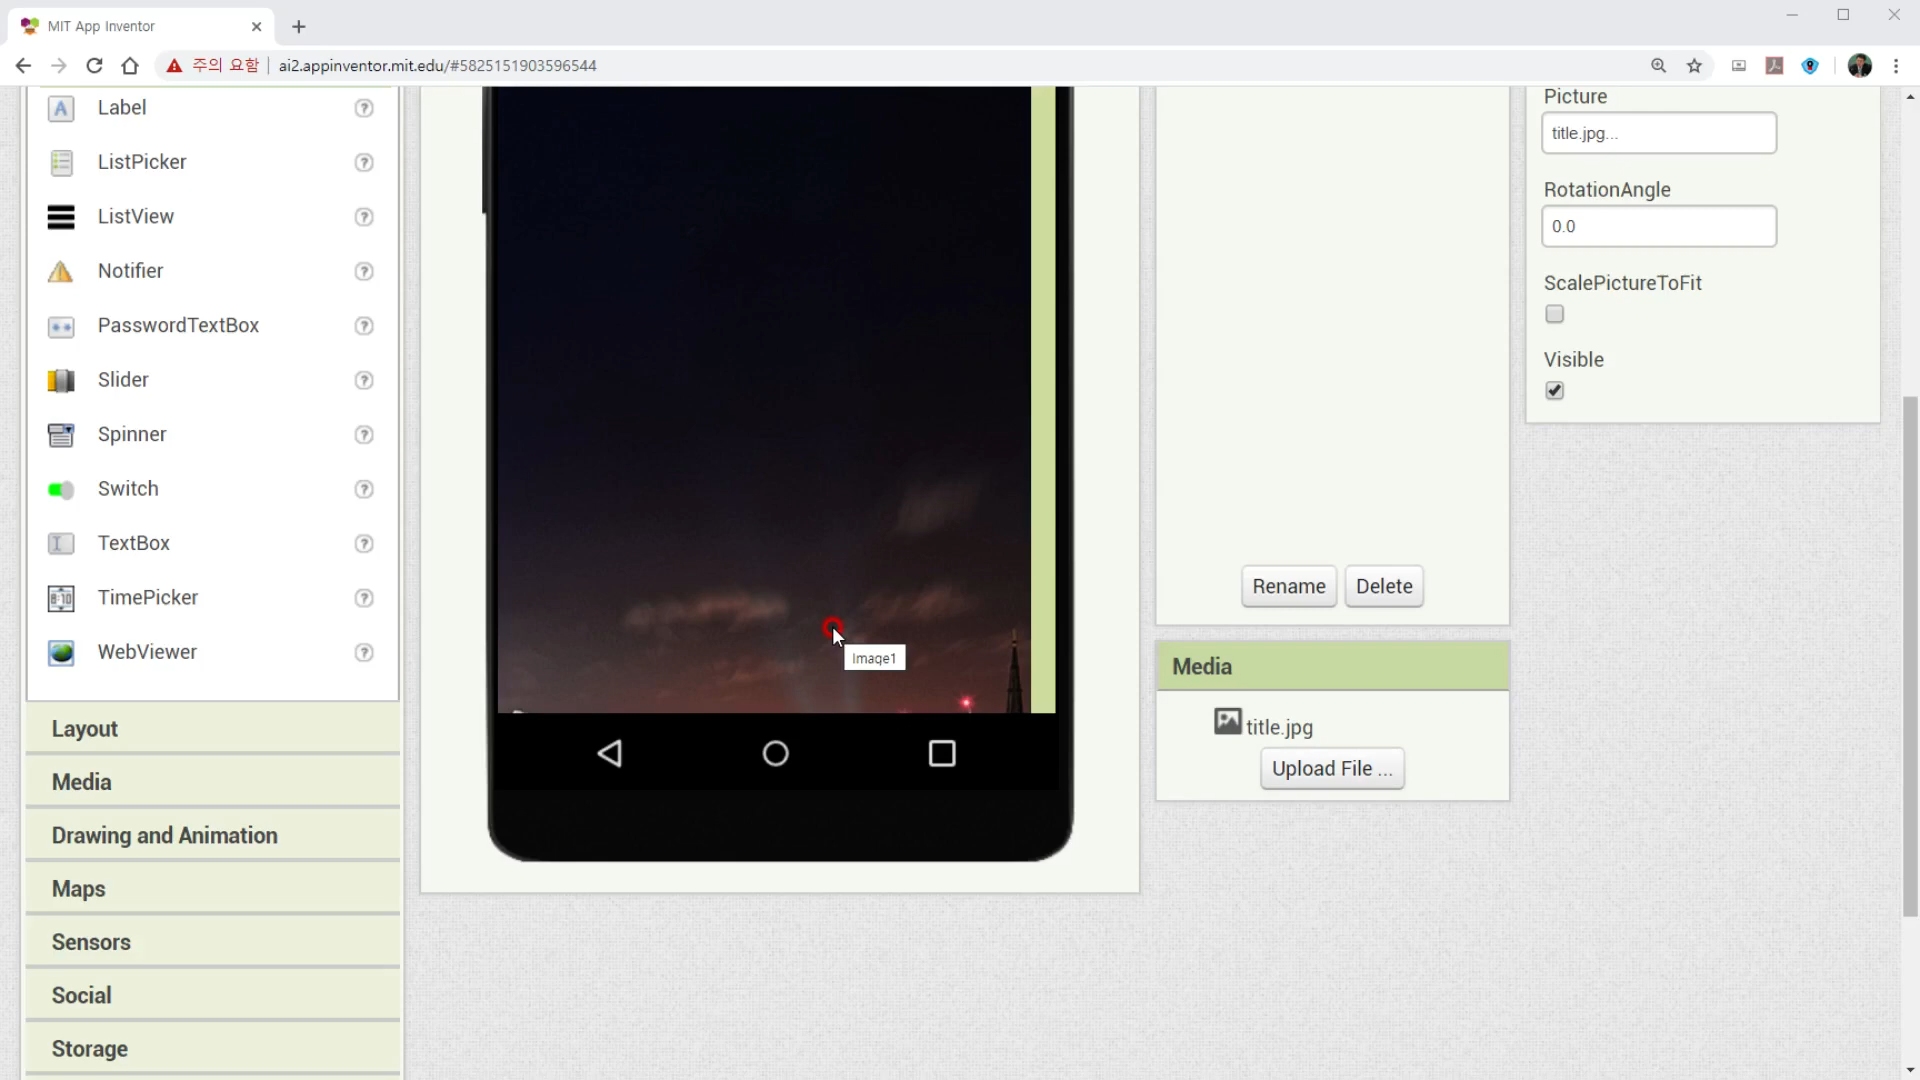 MIT App Inventor
주의 요함
ai2.appinventor.mit.edu/#5825151903596544
Label
ListPicker
ListView
Notifier
PasswordTextBox
Slider
Spinner
Switch
TextBox
TimePicker
WebViewer
Layout
Media
Drawing and Animation
Maps
Sensors
Social
Storage
Image1
Rename
Delete
Media
title.jpg
Upload File ...
Picture
title.jpg...
RotationAngle
0.0
ScalePictureToFit
Visible